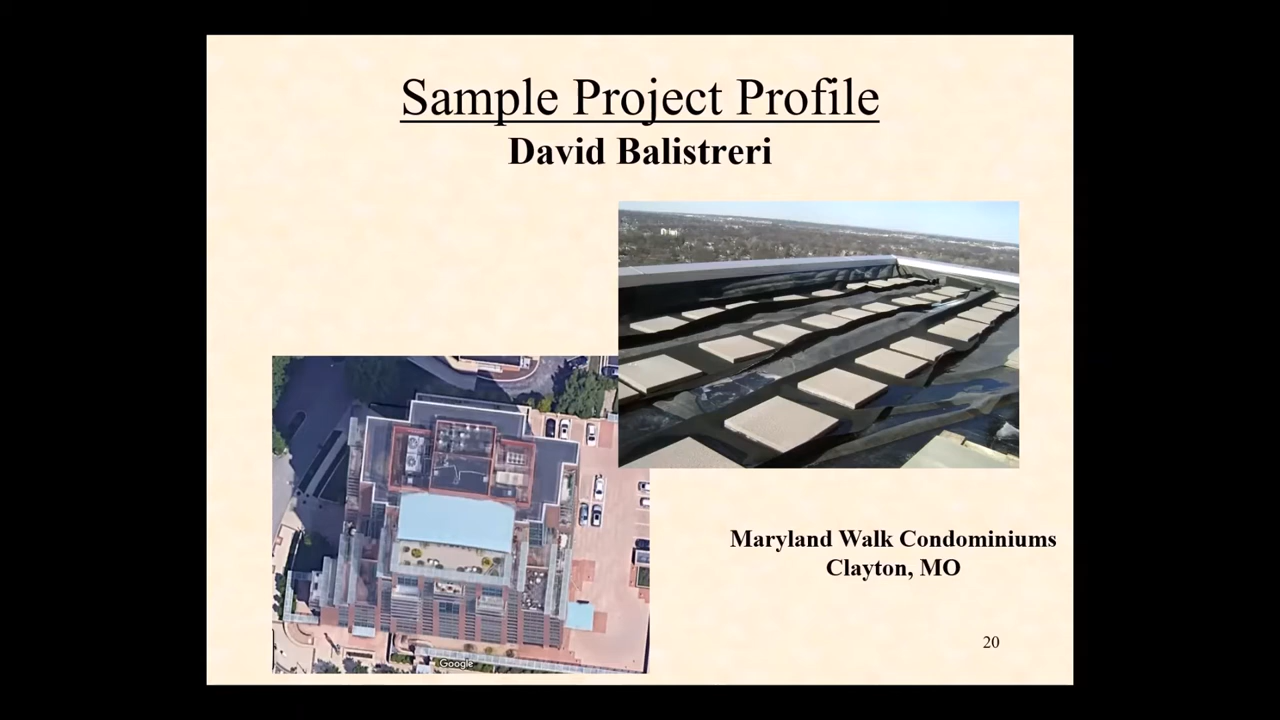 Sample Project Profile
David Balistreri
Maryland Walk Condominiums
Clayton, MO
Google
20